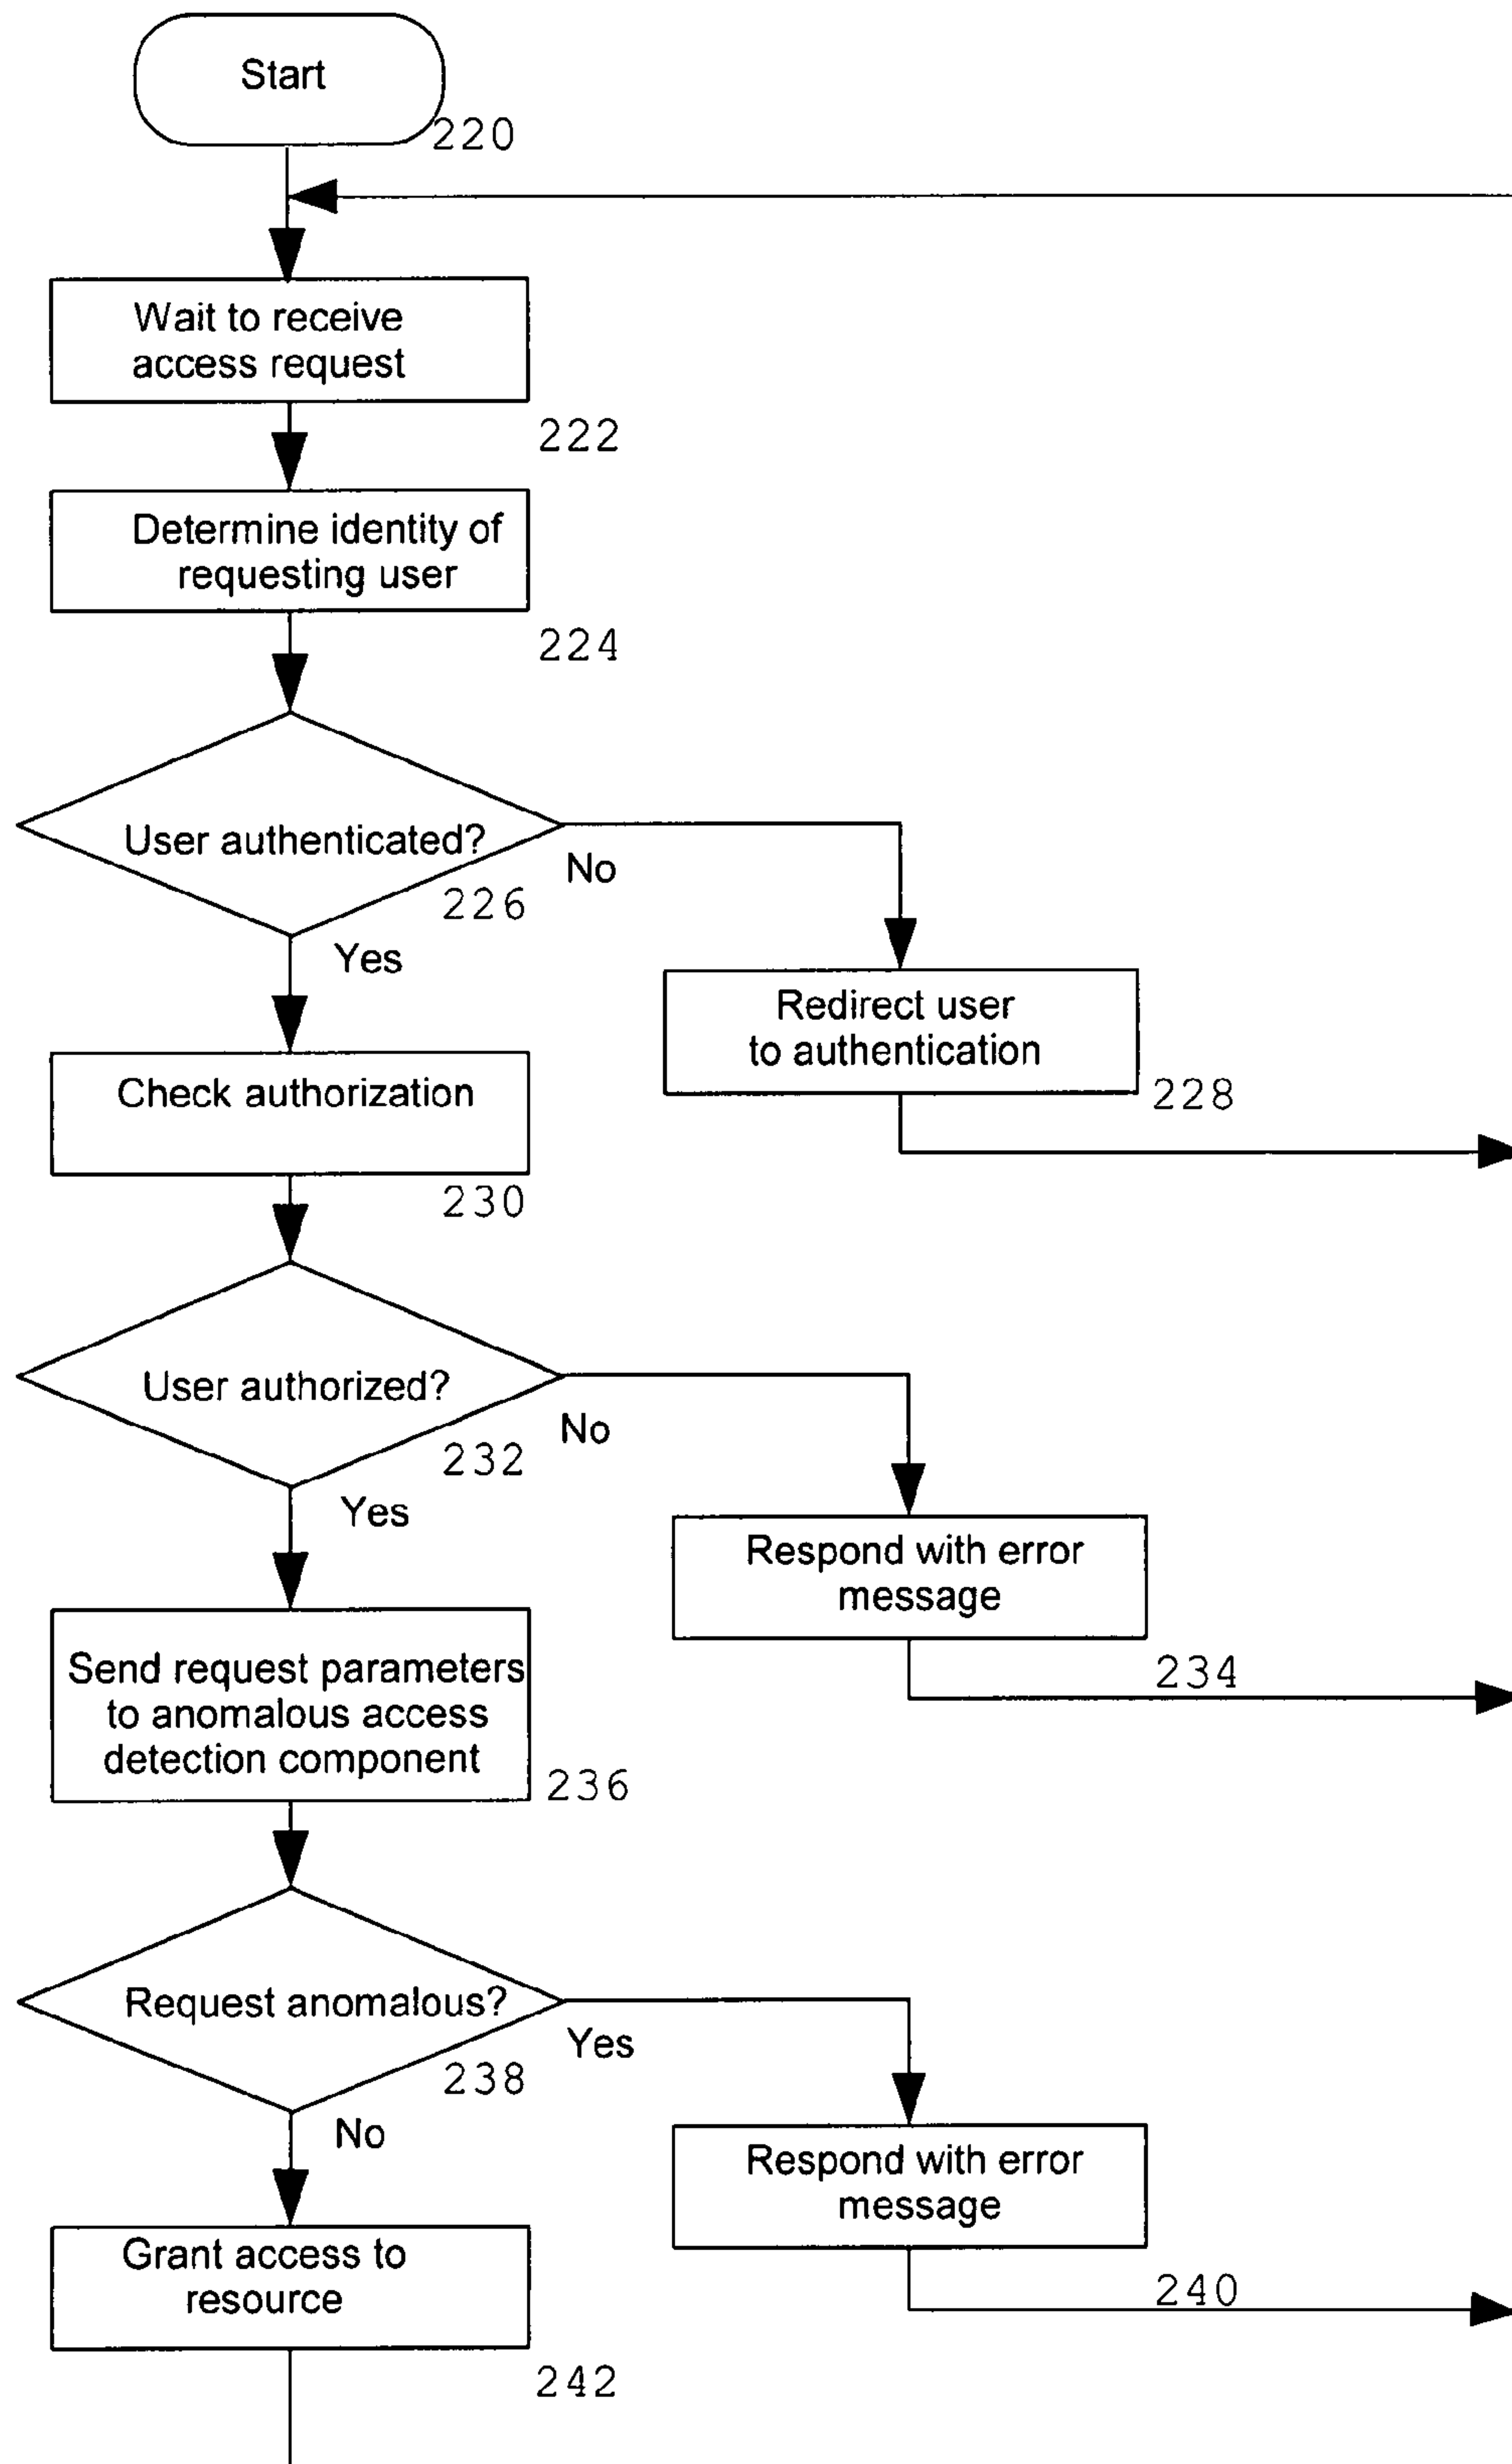 Start
220
Wait to receive
access request
222
Determine identity of
requesting user
224
User authenticated?
226
No
Yes
Redirect user
to authentication
228
Check authorization
230
User authorized?
232
No
Yes
Respond with error
message
234
Send request parameters
to anomalous access
detection component
236
Request anomalous?
238
Yes
No
Respond with error
message
240
Grant access to
resource
242